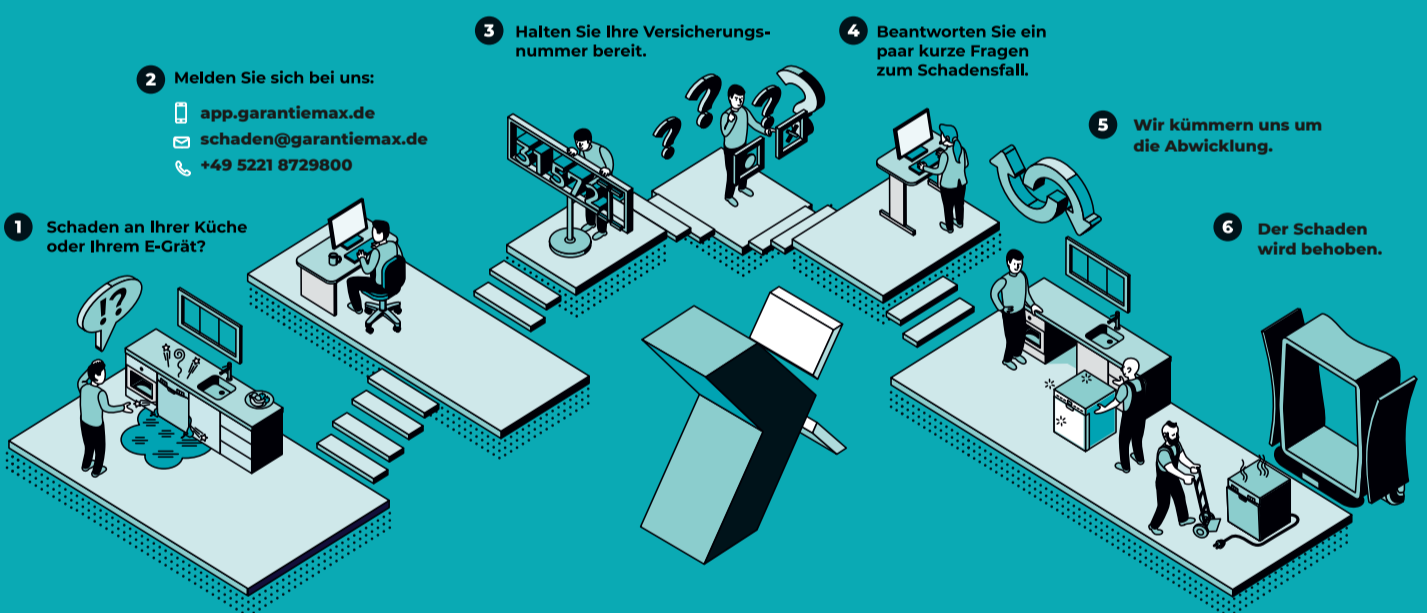 1 Schaden an Ihrer Küche
oder Ihrem E-Grät?
2 Melden Sie sich bei uns:
app.garantiemax.de
schaden@garantiemax.de
+49 5221 8729800
3 Halten Sie Ihre Versicherungs-
nummer bereit.
4 Beantworten Sie ein
paar kurze Fragen
zum Schadensfall.
5 Wir kümmern uns um
die Abwicklung.
6 Der Schaden
wird behoben.
!?
? ? ?